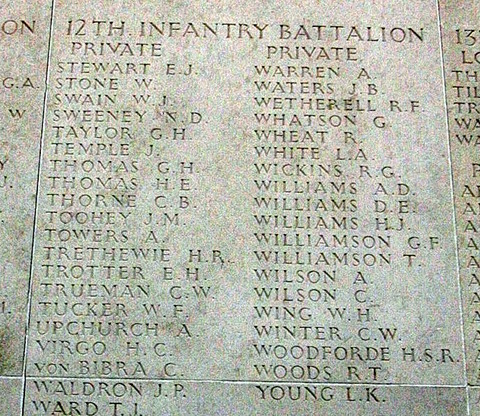 12TH. INFANTRY BATTALION
PRIVATE
STEWART E.J.
STONE W.
SWAIN W.J.
SWEENEY N.D.
TAYLOR G.H.
TEMPLE J.
THOMAS G.H.
THOMAS H.E.
THORNE C.B.
TOOHEY J.M.
TOWERS A.
TRETHEWIE H.R.
TROTTER E.H.
TRUEMAN C.W.
TUCKER W.F.
UPCHURCH A.
VIRGO H.C.
VON BIBRA C.
WALDRON J.P.
WARD T.J.
PRIVATE
WARREN A.
WATERS J.B.
WETHERELL R.F.
WHATSON G.
WHEAT R.
WHITE L.A.
WICKINS R.G.
WILLIAMS A.D.
WILLIAMS D.E.
WILLIAMS H.J.
WILLIAMSON G.F.
WILLIAMSON T.
WILSON A.
WILSON C.
WING W.H.
WINTER C.W.
WOODFORDE H.S.R.
WOODS R.T.
YOUNG L.K.